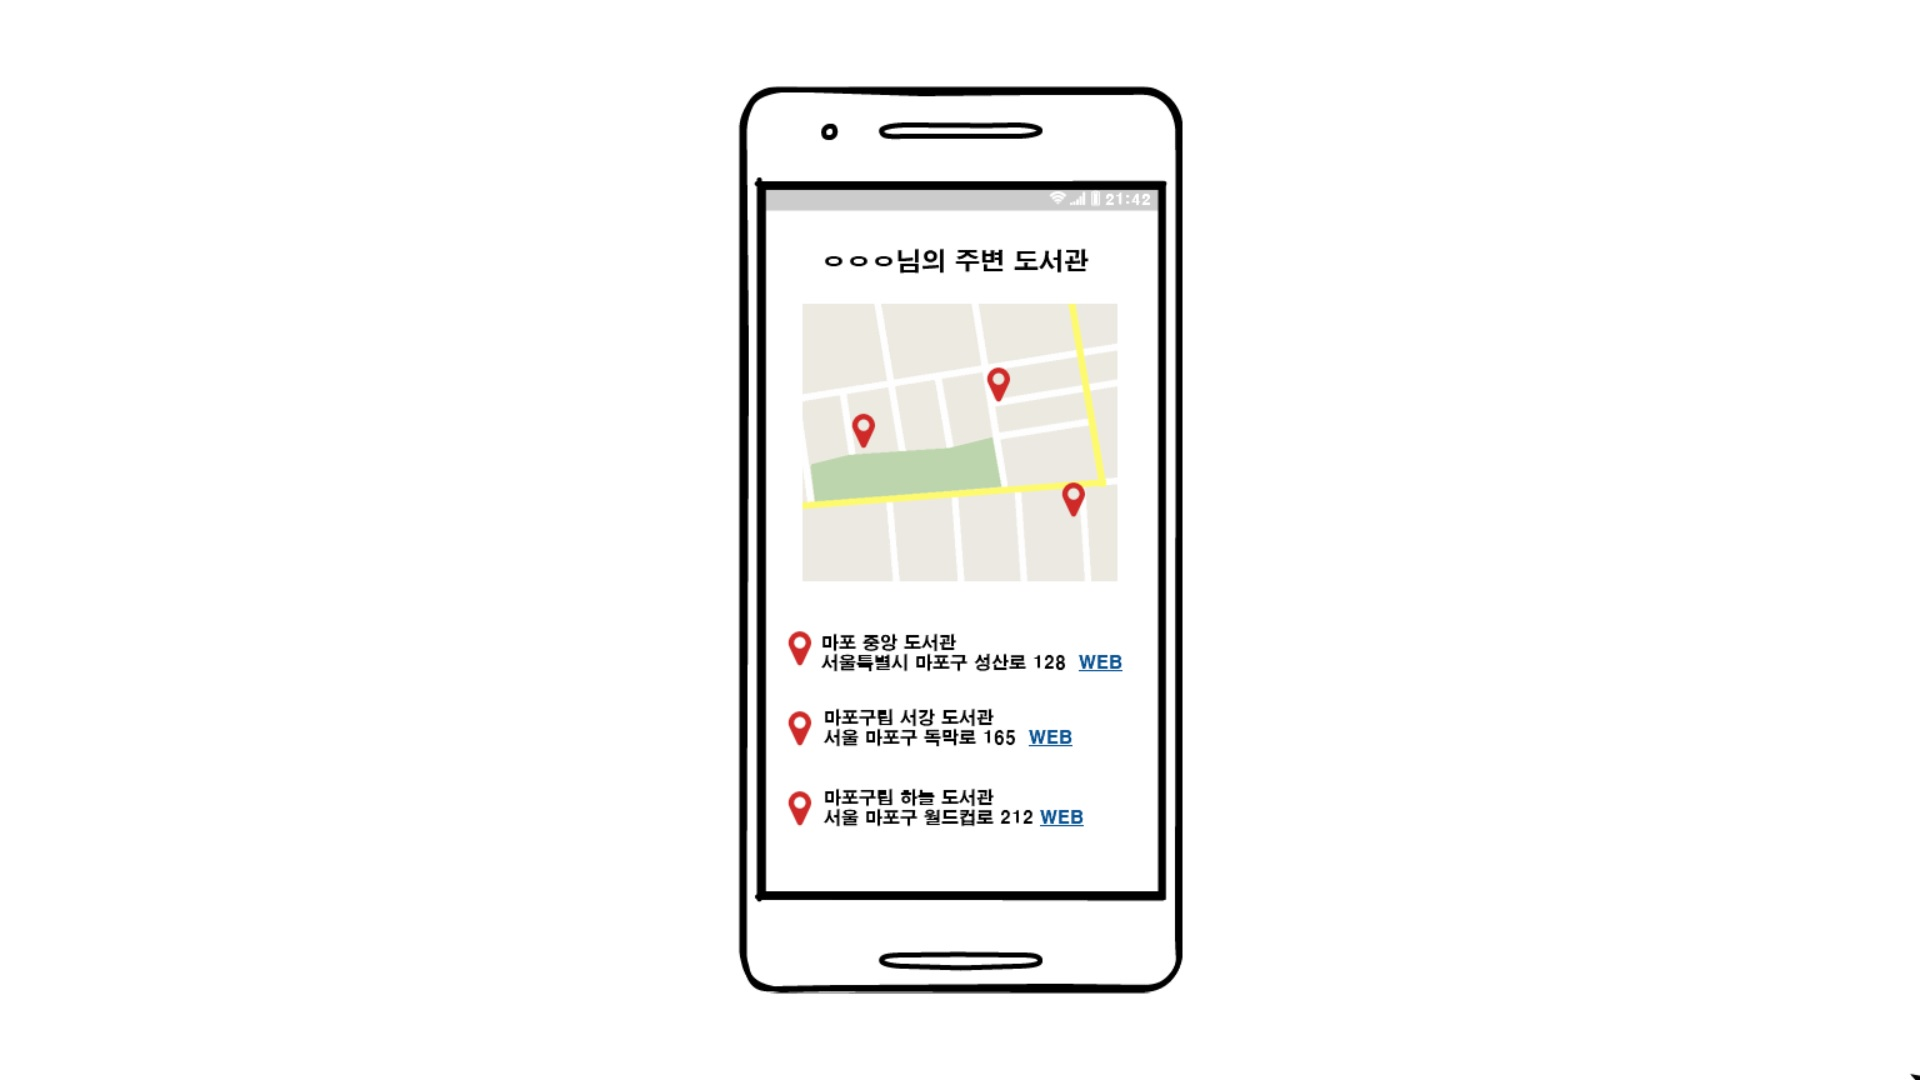 21:42
ㅇㅇㅇ님의 주변 도서관
마포 중앙 도서관
서울특별시 마포구 성산로 128 WEB
마포구립 서강 도서관
서울 마포구 독막로 165 WEB
마포구립 하늘 도서관
서울 마포구 월드컵로 212 WEB